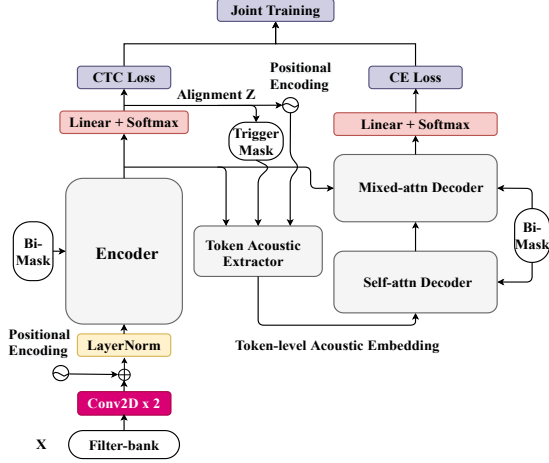 Joint Training
CTC Loss
CE Loss
Positional
Encoding
Alignment Z
Linear + Softmax
Trigger
Mask
Linear + Softmax
Mixed-attn Decoder
Bi-
Mask
Encoder
Token Acoustic
Extractor
Bi-
Mask
Self-attn Decoder
Positional
Encoding
LayerNorm
Token-level Acoustic Embedding
Conv2D x 2
X
Filter-bank